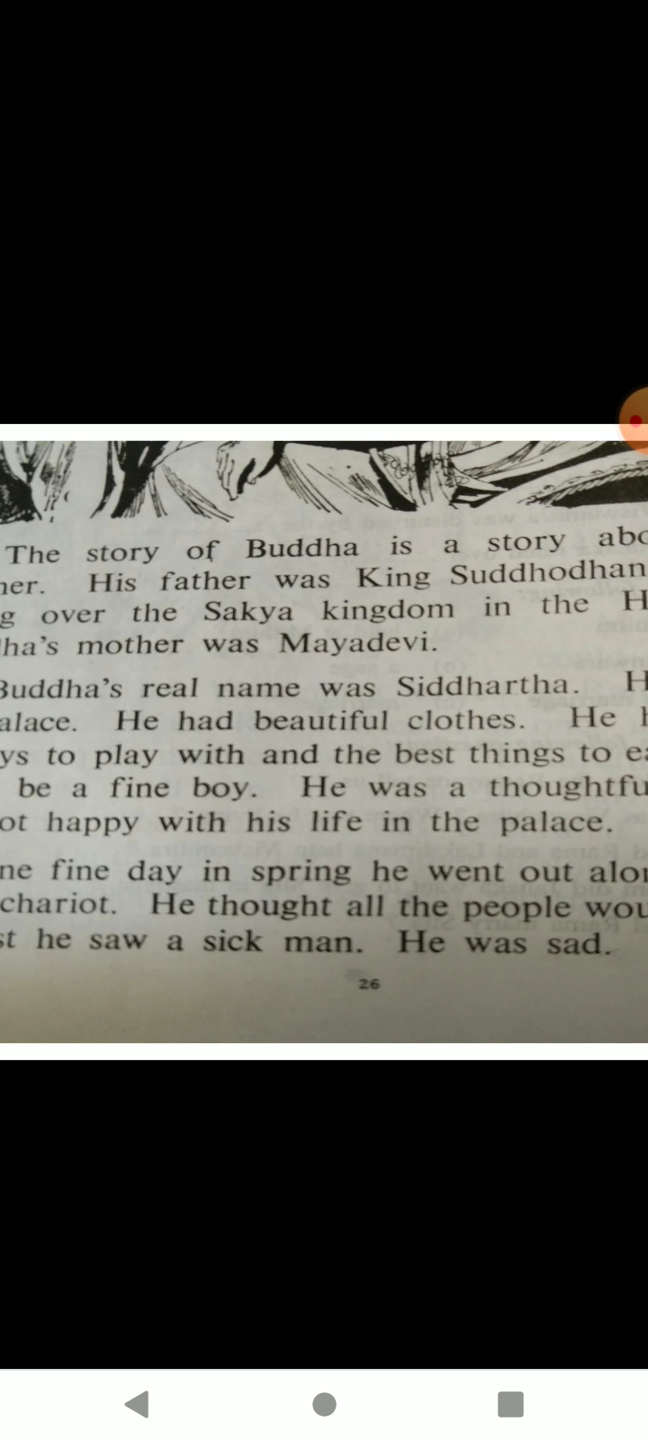 The story of Buddha is a story abo
ner. His father was King Suddhodhan
g over the Sakya kingdom in the H
ha's mother was Mayadevi.
Buddha's real name was Siddhartha. H
alace. He had beautiful clothes. He h
ys to play with and the best things to ea
be a fine boy. He was a thoughtfu
ot happy with his life in the palace.
ne fine day in spring he went out alon
chariot. He thought all the people wou
st he saw a sick man. He was sad.
26